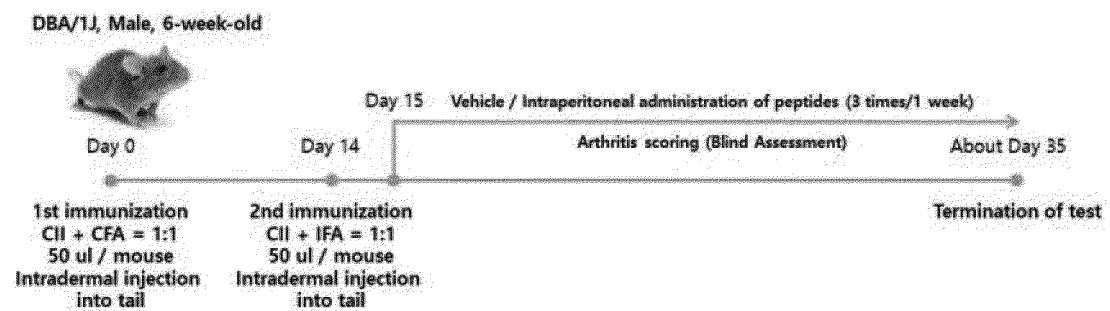 DBA/1J, Male, 6-week-old
Day 15
Vehicle / Intraperitoneal administration of peptides (3 times/1 week)
Day 0
Day 14
Arthritis scoring (Blind Assessment)
About Day 35
1st immunization
CII + CFA = 1:1
50 ul / mouse
Intradermal injection
into tail
2nd immunization
CII + IFA = 1:1
50 ul / mouse
Intradermal injection
into tail
Termination of test